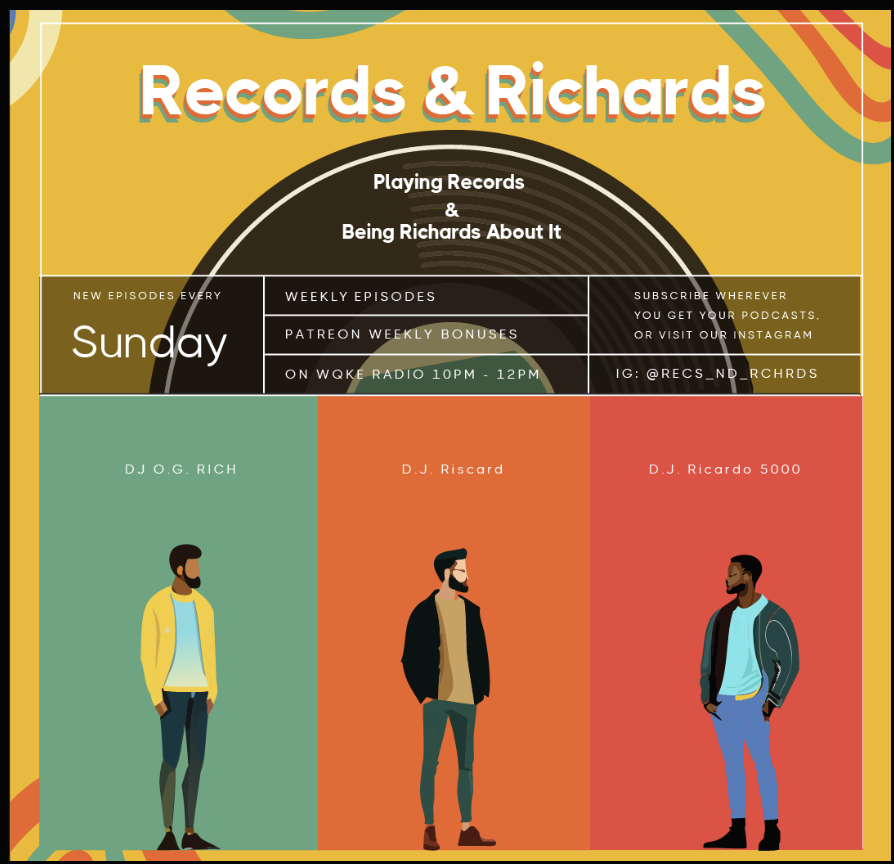 Records & Richards
Playing Records
&
Being Richards About It
NEW EPISODES EVERY
Sunday
WEEKLY EPISODES
PATREON WEEKLY BONUSES
ON WQKE RADIO 10PM - 12PM
SUBSCRIBE WHEREVER
YOU GET YOUR PODCASTS,
OR VISIT OUR INSTAGRAM
IG: @RECS_ND_RCHRDS
DJ O.G. RICH
D.J. Riscard
D.J. Ricardo 5000